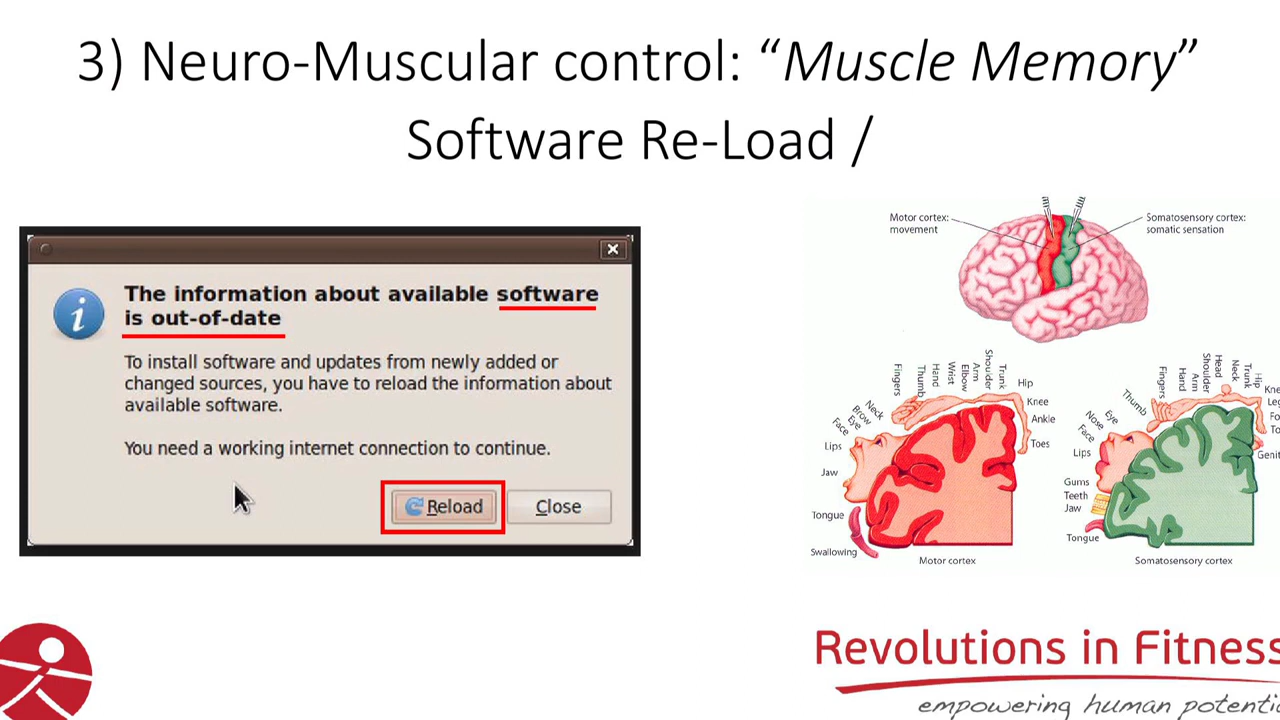 3) Neuro-Muscular control: “Muscle Memory”
Software Re-Load /
The information about available software
is out-of-date
To install software and updates from newly added or
changed sources, you have to reload the information about
available software.
You need a working internet connection to continue.
Reload
Close
Motor cortex:
movement
Somatosensory cortex:
somatic sensation
Fingers
Thumb
Hand
Wrist
Elbow
Arm
Shoulder
Trunk
Hip
Knee
Ankle
Toes
Neck
Brow
Eye
Face
Lips
Jaw
Tongue
Swallowing
Motor cortex
Fingers
Hand
Arm
Shoulder
Head
Neck
Trunk
Hip
Thumb
Eye
Nose
Face
Lips
Gums
Teeth
Jaw
Tongue
Somatosensory cortex
Revolutions in Fitness
empowering human